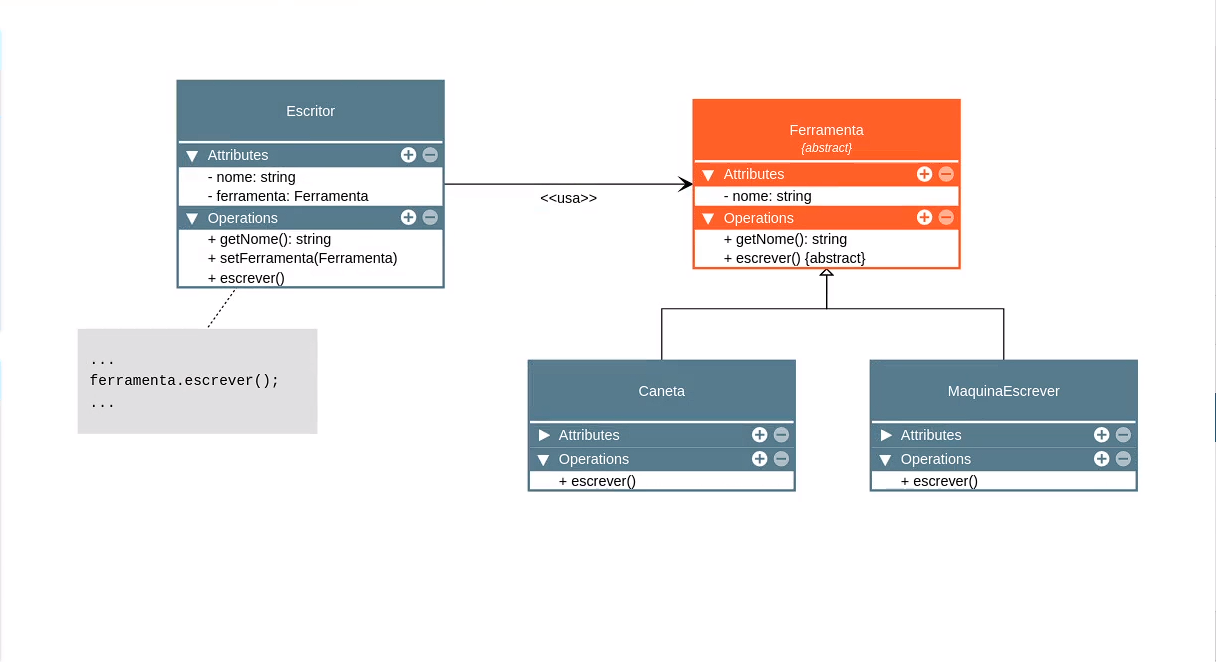 Escritor
Attributes
- nome: string
- ferramenta: Ferramenta
Operations
+ getNome(): string
+ setFerramenta(Ferramenta)
+ escrever()
...
ferramenta.escrever();
...
<<usa>>
Ferramenta
{abstract}
Attributes
- nome: string
Operations
+ getNome(): string
+ escrever() {abstract}
Caneta
Attributes
Operations
+ escrever()
MaquinaEscrever
Attributes
Operations
+ escrever()